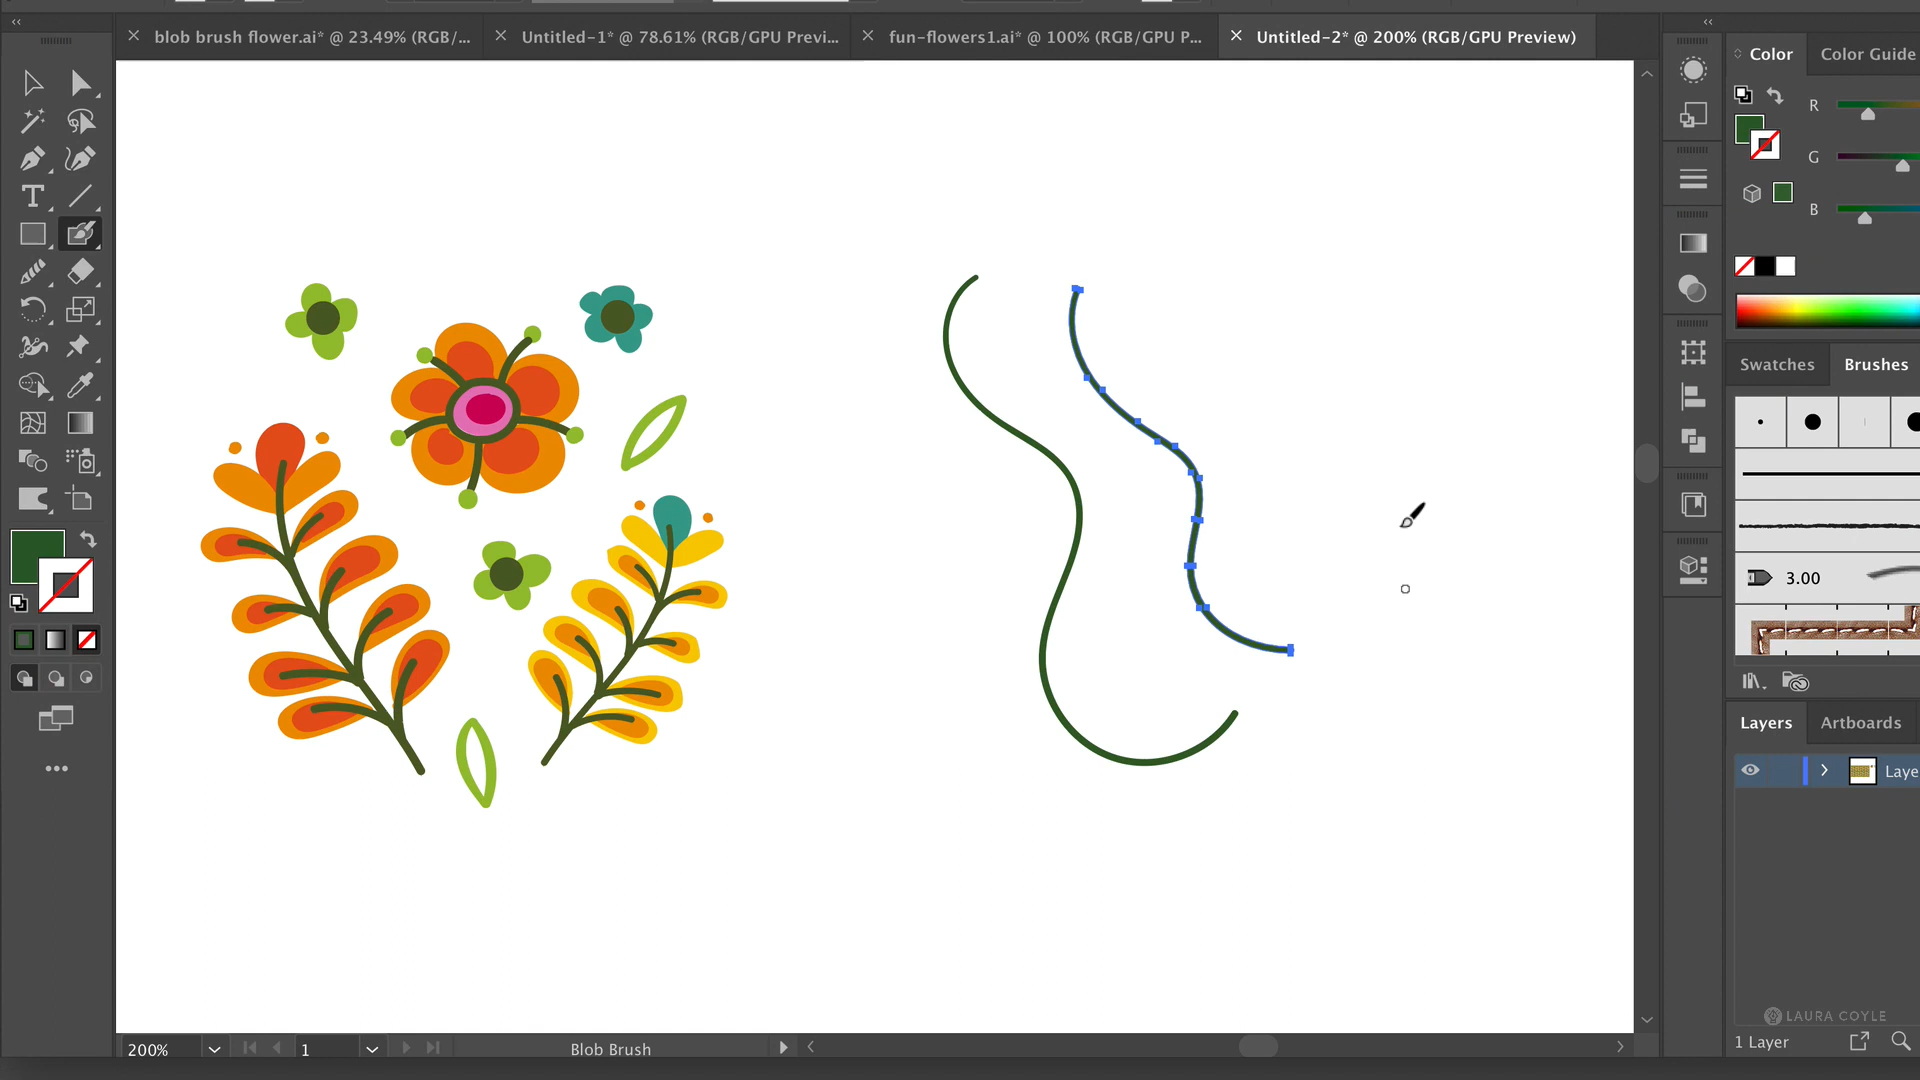 blob brush flower.ai* @ 23.49% (RGB/...
Untitled-1* @ 78.61% (RGB/GPU Previ...
fun-flowers1.ai* @ 100% (RGB/GPU P...
Untitled-2* @ 200% (RGB/GPU Preview)
Color
Color Guide
R
G
B
Swatches
Brushes
3.00
Layers
Artboards
Laye
LAURA COYLE
1 Layer
200%
1
Blob Brush